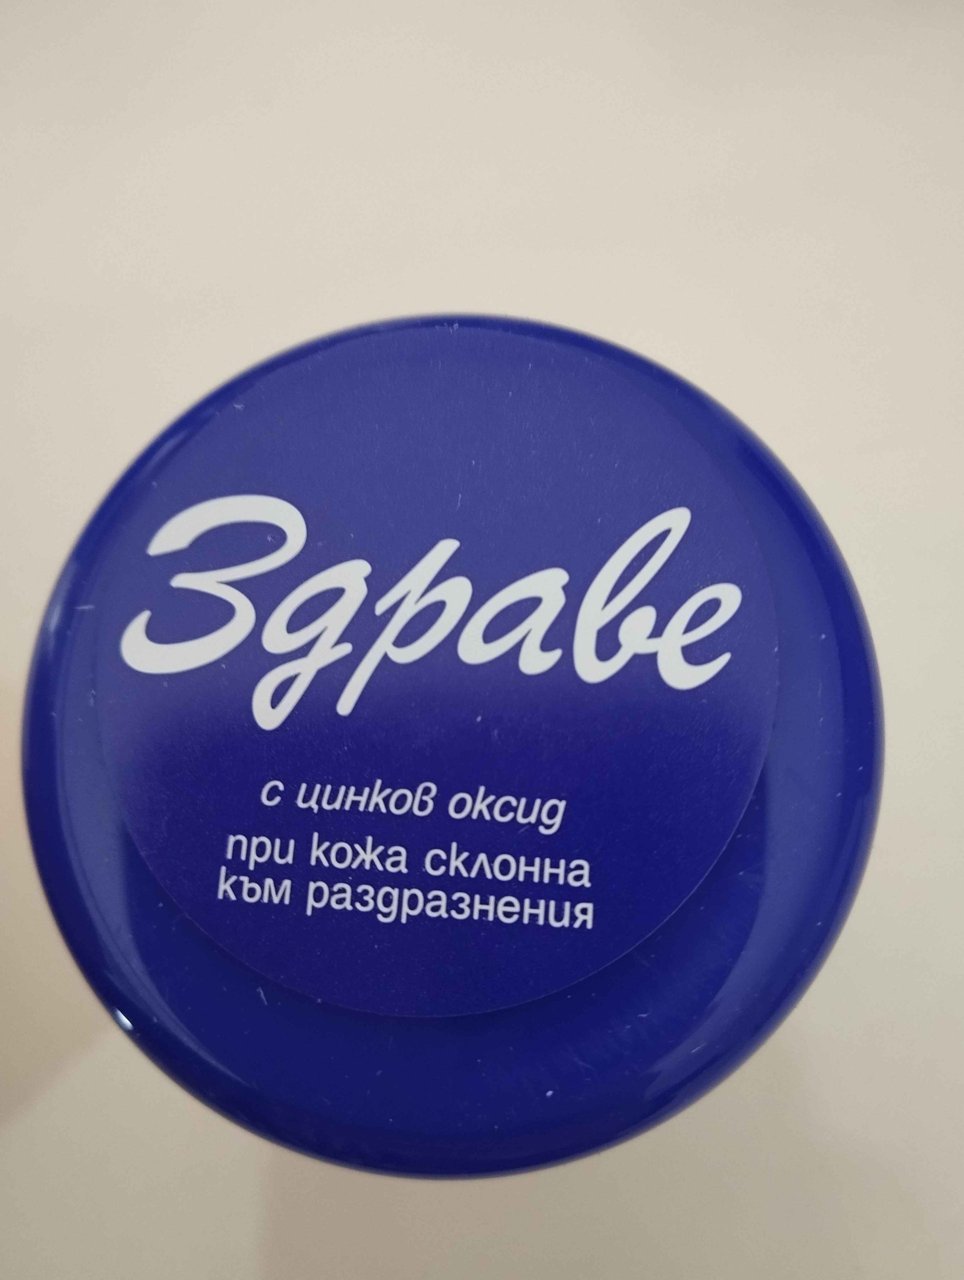 Здраве
с цинков оксид
при кожа склонна
към раздразнения